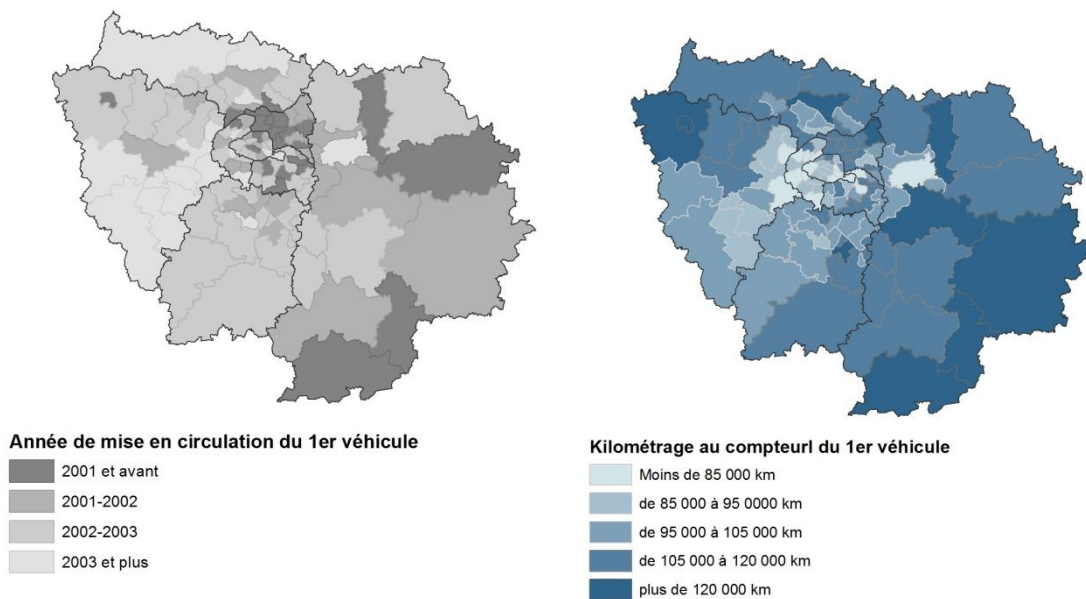 Année de mise en circulation du 1er véhicule
2001 et avant
2001-2002
2002-2003
2003 et plus
Kilométrage au compteurl du 1er véhicule
Moins de 85 000 km
de 85 000 à 95 0000 km
de 95 000 à 105 000 km
de 105 000 à 120 000 km
plus de 120 000 km